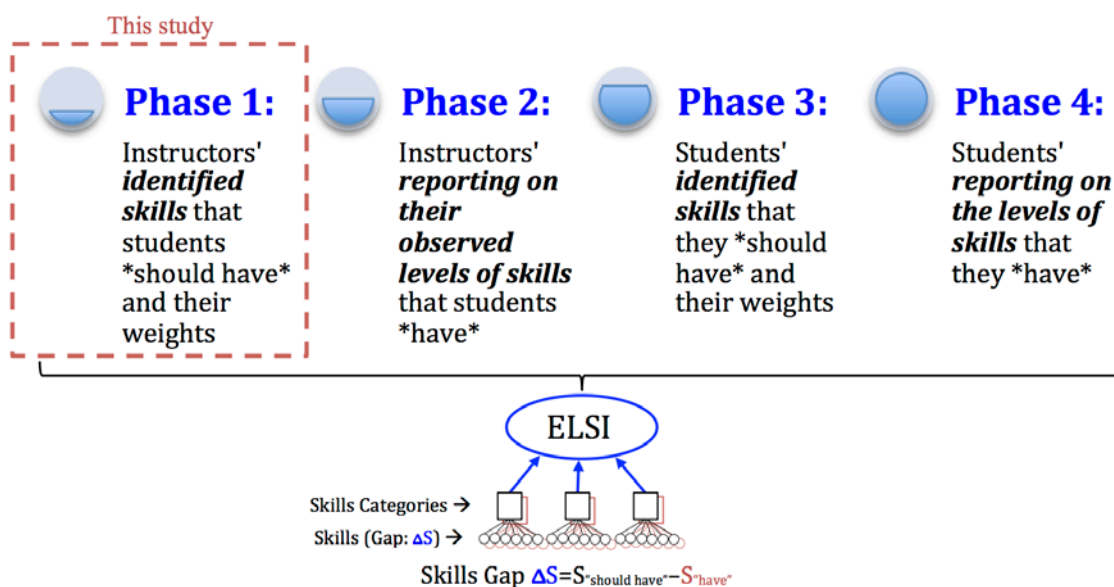 This study
Phase 1:
Instructors'
identified
skills that
students
*should have*
and their
weights
Phase 2:
Instructors'
reporting on
their
observed
levels of skills
that students
*have*
Phase 3:
Students'
identified
skills that
they *should
have* and
their weights
Phase 4:
Students'
reporting on
the levels of
skills that
they *have*
ELSI
Skills Categories →
Skills (Gap: ΔS) →
Skills Gap ΔS=S"should have"–S"have"